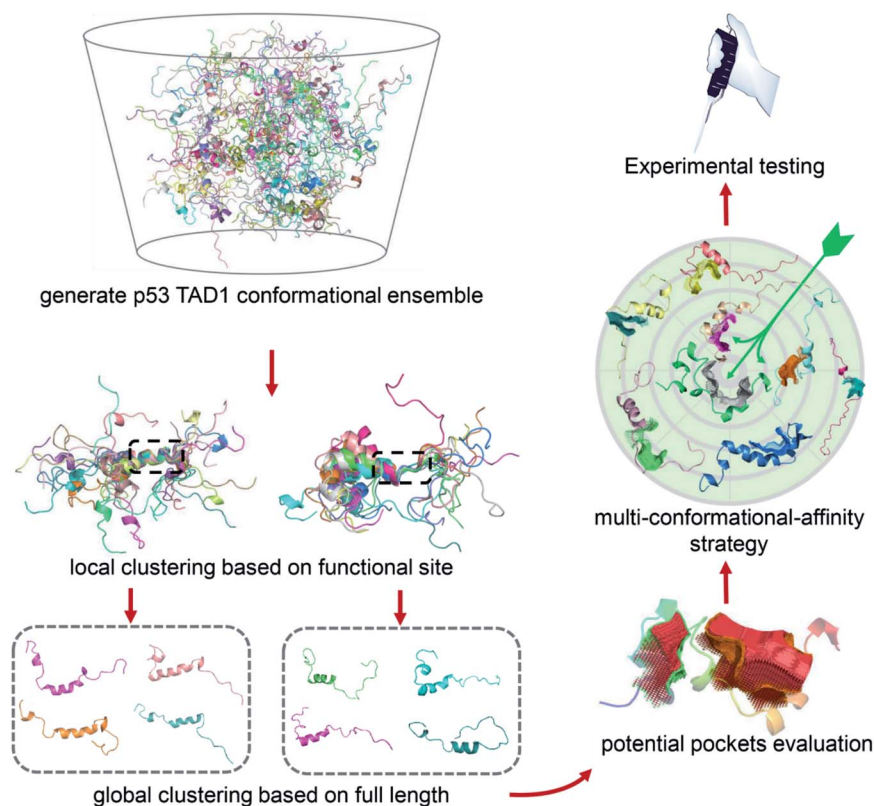 generate p53 TAD1 conformational ensemble
local clustering based on functional site
global clustering based on full length
potential pockets evaluation
multi-conformational-affinity
strategy
Experimental testing